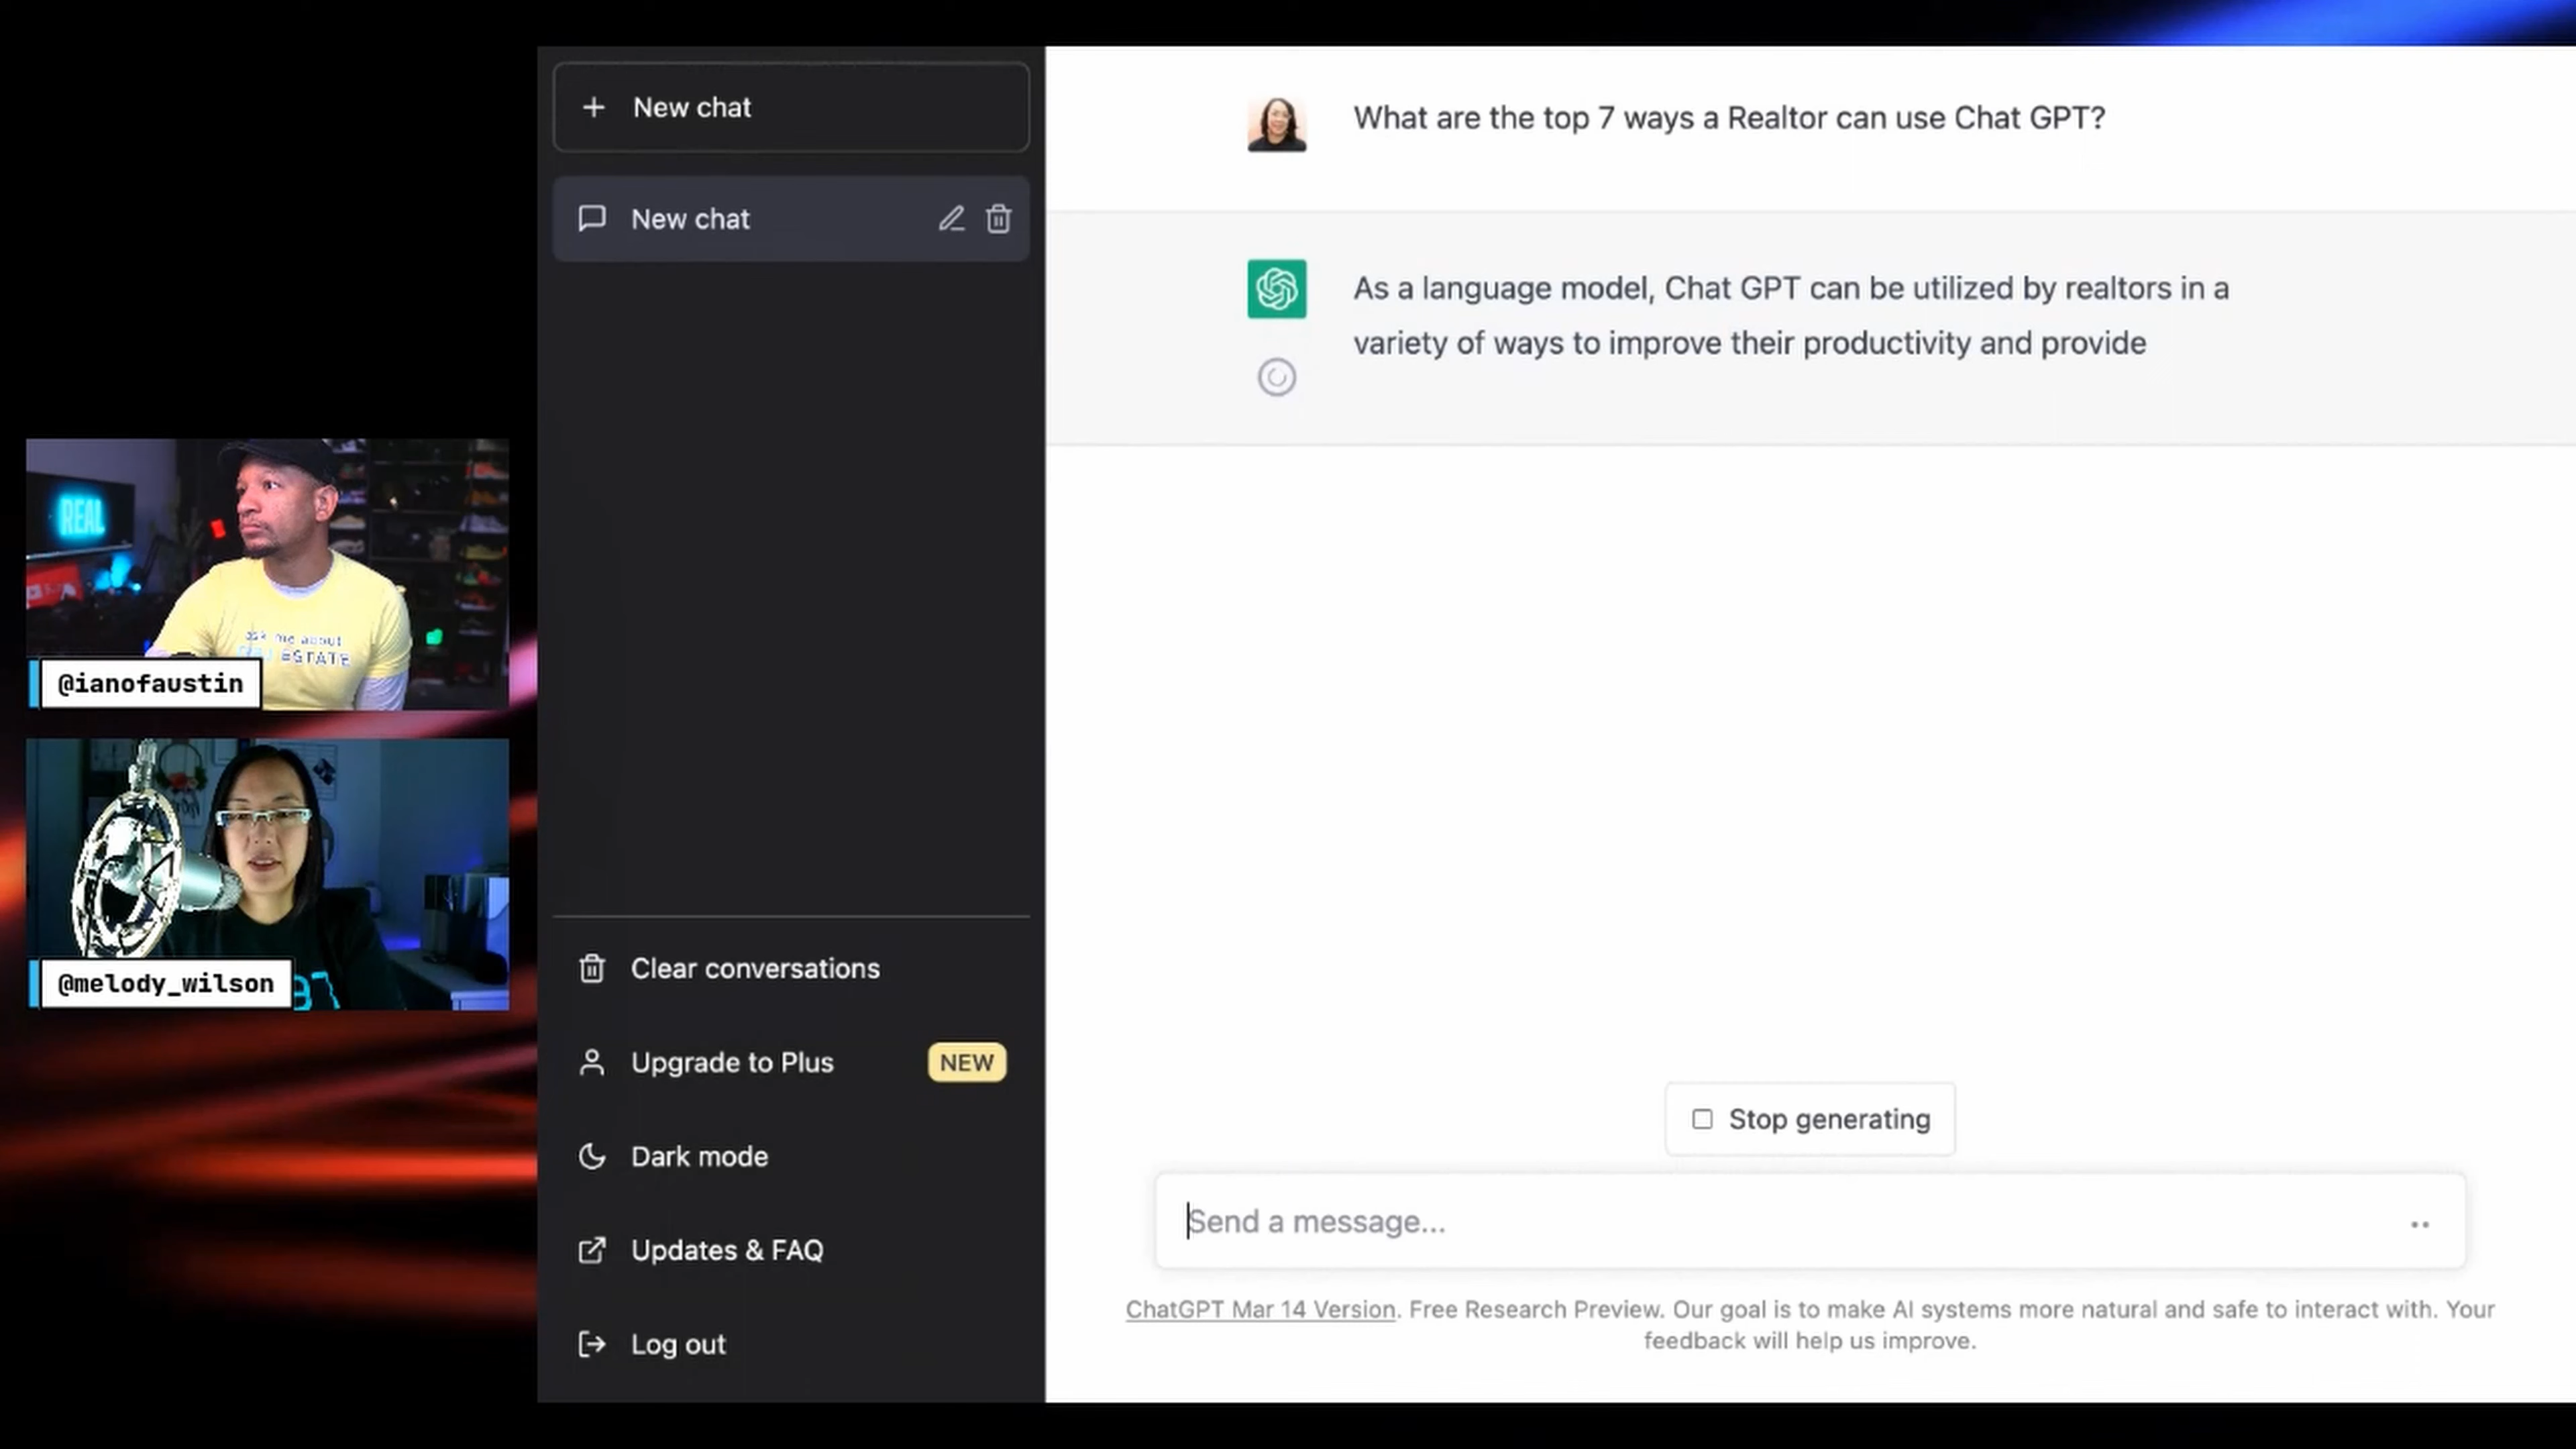 New chat
New chat
What are the top 7 ways a Realtor can use Chat GPT?
As a language model, Chat GPT can be utilized by realtors in a
variety of ways to improve their productivity and provide
REAL
ask me about
ESTATE
@ianofaustin
@melody_wilson
Clear conversations
Upgrade to Plus NEW
Dark mode
Updates & FAQ
Log out
Stop generating
Send a message...
ChatGPT Mar 14 Version. Free Research Preview. Our goal is to make AI systems more natural and safe to interact with. Your
feedback will help us improve.